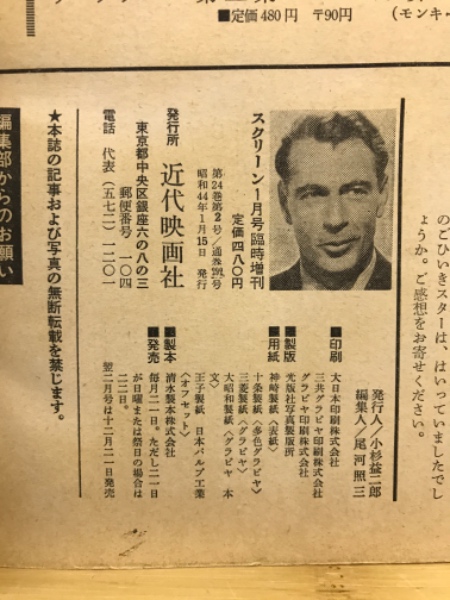 ■定価480円 〒90円
(モンキ
のごひいきスターは、はいっていましたでし
ょうか。ご感想をお寄せください。
発行人/小杉益二郎
編集人/尾河照三
■印刷 大日本印刷株式会社
三共グラビヤ印刷株式会社
グラビヤ印刷株式会社
■製版 光版社写真製版所
■用紙 神崎製紙〈表紙〉
十条製紙〈多色グラビヤ〉
三菱製紙〈グラビヤ〉
大昭和製紙〈グラビヤ 本
文〉
王子製紙 日本パルプ工業
〈オフセット〉
■製本 清水製本株式会社
■発売 毎月二一日。ただし二一日
が日曜または祭日の場合は
二二日。
翌二月号は十二月二一日発売
スクリーン1月号臨時増刊
定価四八〇円
第24巻第2号/通巻291号
昭和44年1月15日 発行
発行所 近代映画社
東京都中央区銀座六の八の三
郵便番号 一〇四
電話 代表(五七二)一二〇一
★本誌の記事および写真の無断転載を禁じます。
編集部からのお願い